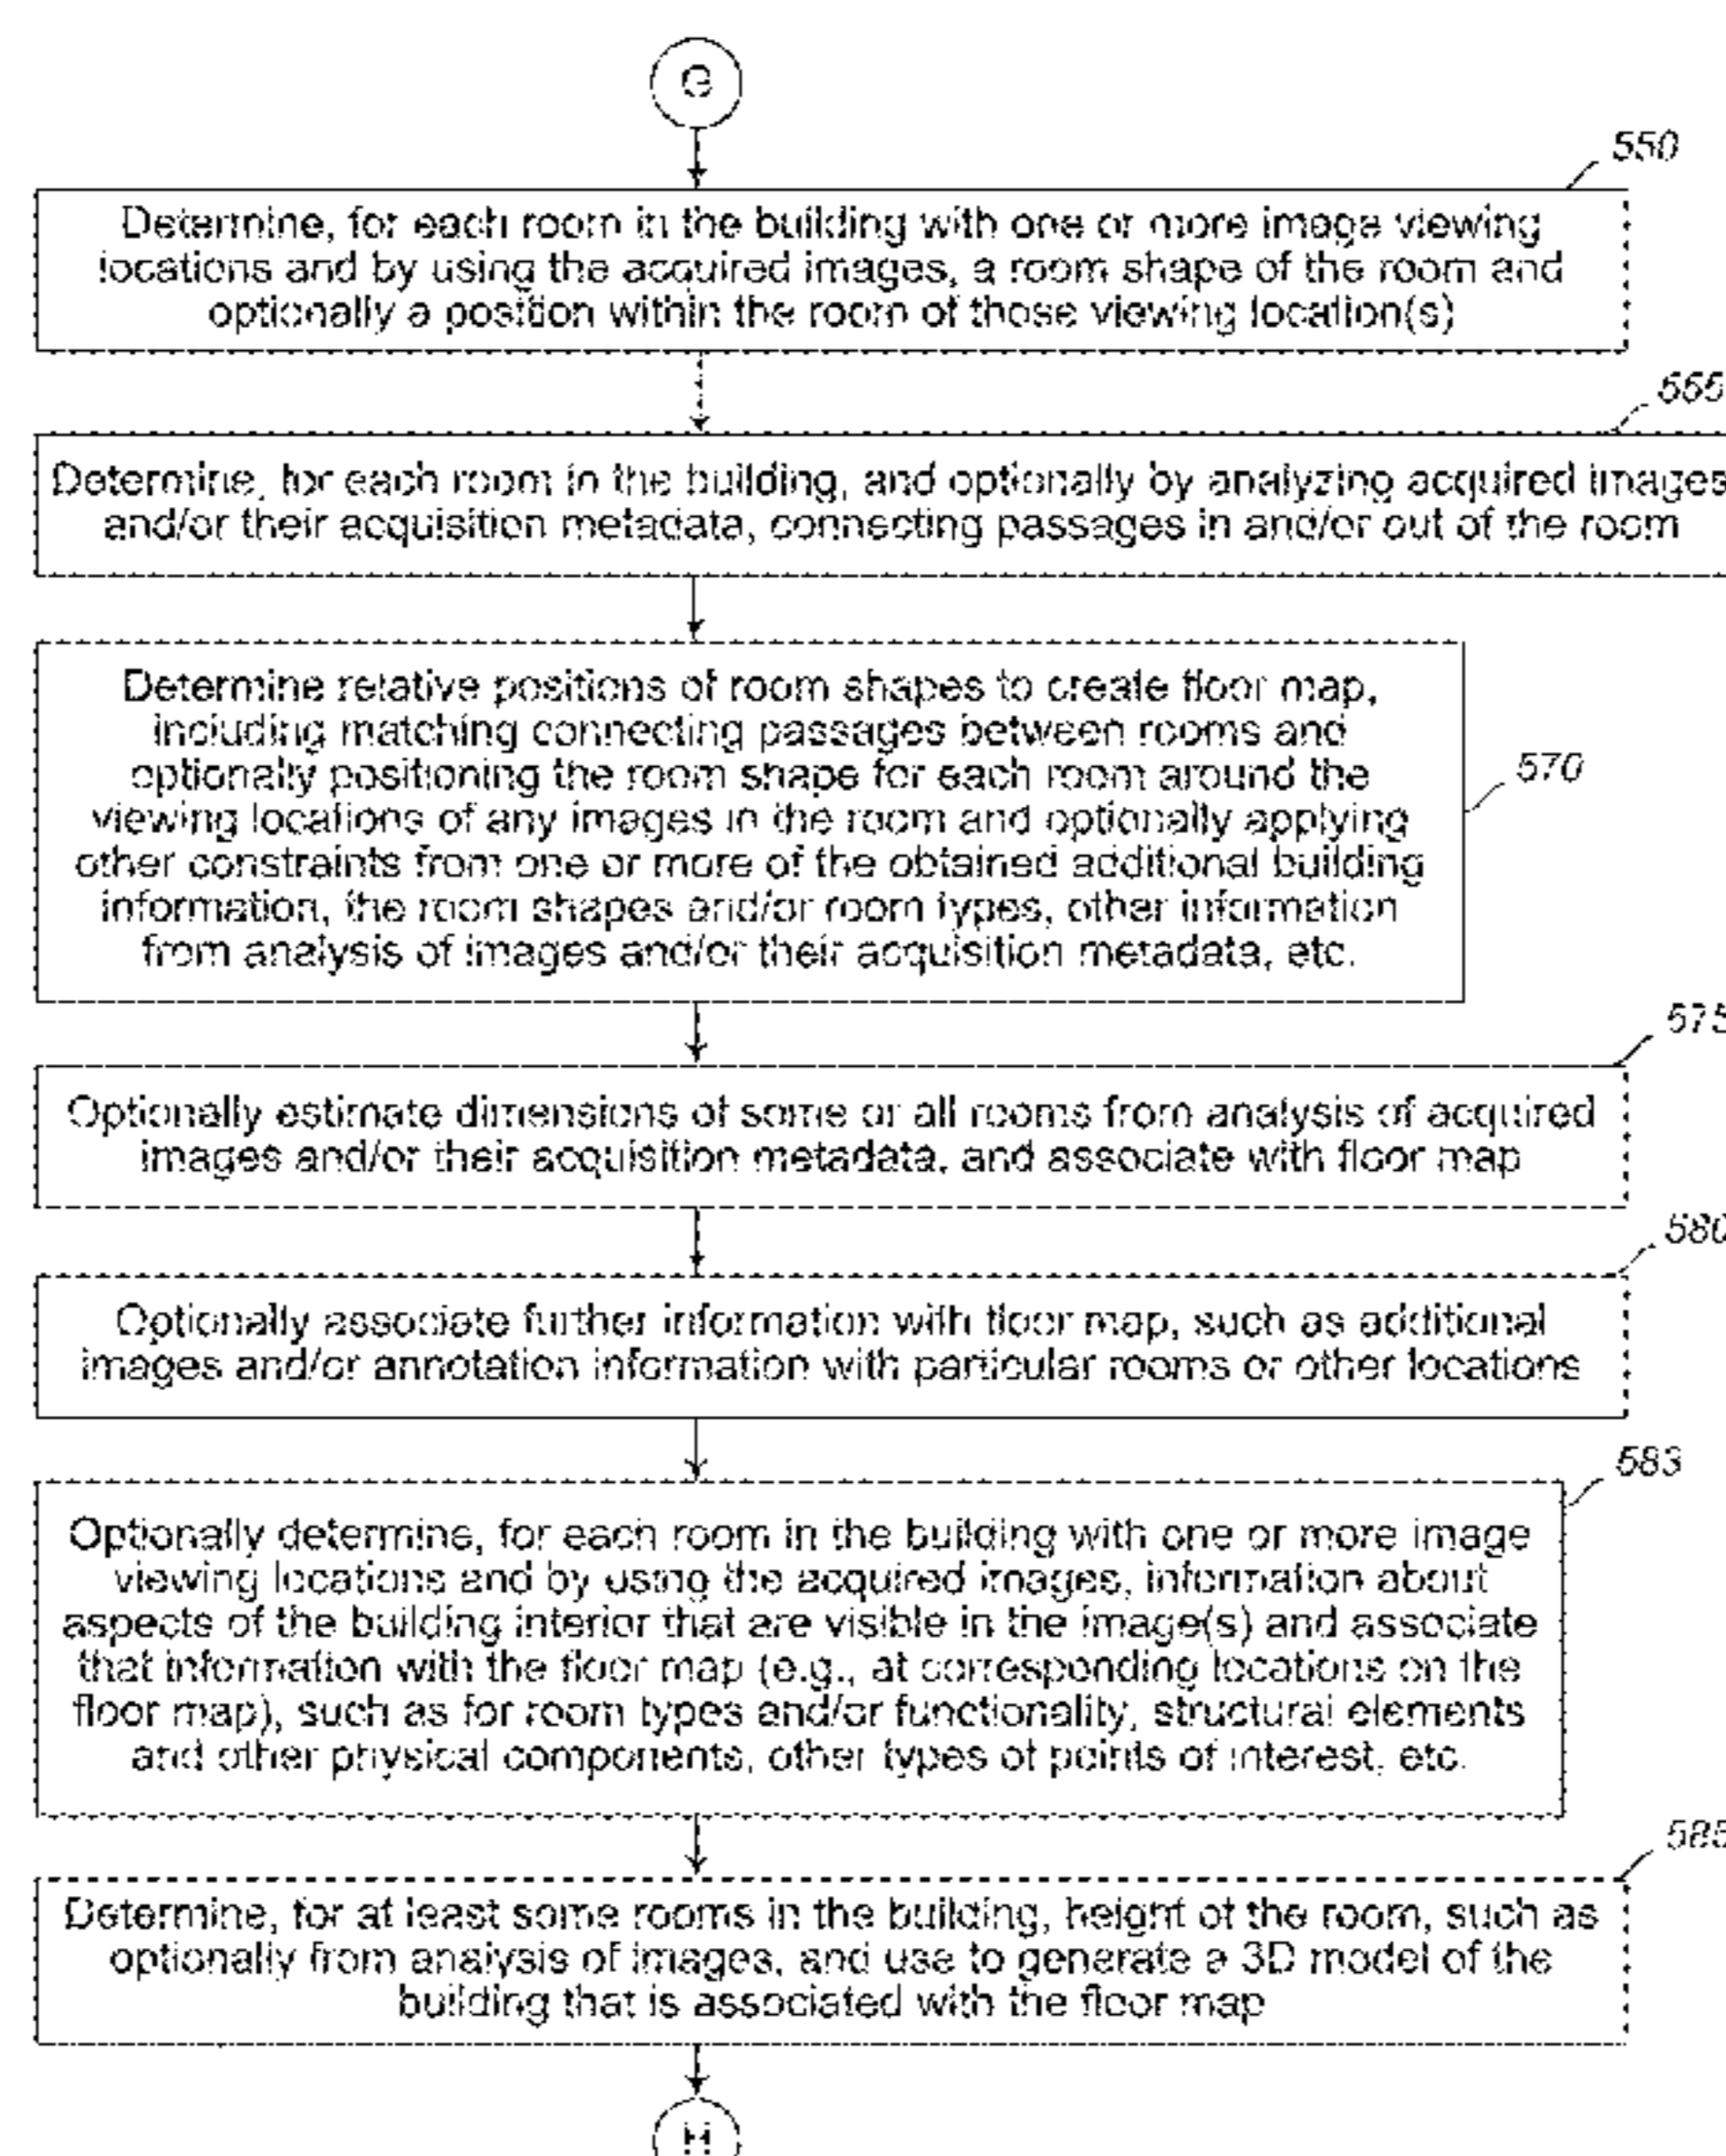 G
550
Determine, for each room in the building with one or more image viewing
locations and by using the acquired images, a room shape of the room and
optionally a position within the room of those viewing location(s)
565
Determine, for each room in the building, and optionally by analyzing acquired images
and/or their acquisition metadata, connecting passages in and/or out of the room
Determine relative positions of room shapes to create floor map,
including matching connecting passages between rooms and
optionally positioning the room shape for each room around the
viewing locations of any images in the room and optionally applying
other constraints from one or more of the obtained additional building
information, the room shapes and/or room types, other information
from analysis of images and/or their acquisition metadata, etc.
570
575
Optionally estimate dimensions of some or all rooms from analysis of acquired
images and/or their acquisition metadata, and associate with floor map
580
Optionally associate further information with floor map, such as additional
images and/or annotation information with particular rooms or other locations
583
Optionally determine, for each room in the building with one or more image
viewing locations and by using the acquired images, information about
aspects of the building interior that are visible in the image(s) and associate
that information with the floor map (e.g., at corresponding locations on the
floor map), such as for room types and/or functionality, structural elements
and other physical components, other types of points of interest, etc.
585
Determine, for at least some rooms in the building, height of the room, such as
optionally from analysis of images, and use to generate a 3D model of the
building that is associated with the floor map
H